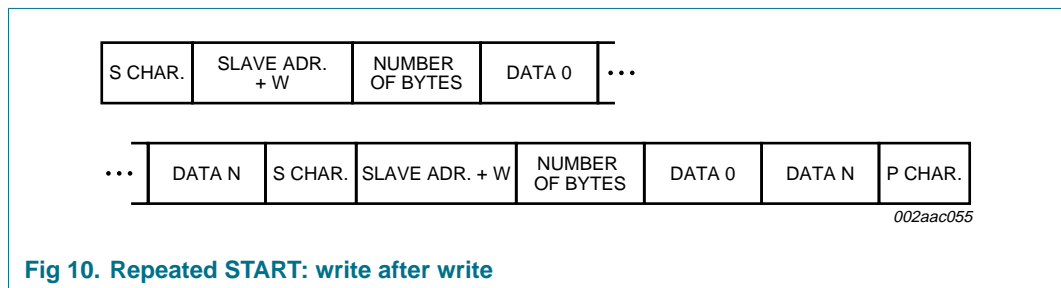 S CHAR.
SLAVE ADR.
+ W
NUMBER
OF BYTES
DATA 0
•••
•••
DATA N
S CHAR.
SLAVE ADR. + W
NUMBER
OF BYTES
DATA 0
DATA N
P CHAR.
002aac055
Fig 10. Repeated START: write after write